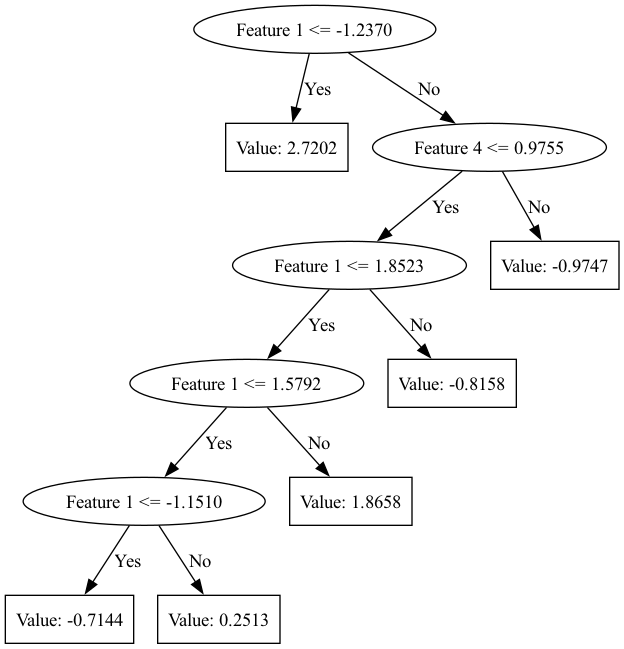 Feature 1 <= -1.2370
Yes
No
Value: 2.7202
Feature 4 <= 0.9755
Yes
No
Feature 1 <= 1.8523
Value: -0.9747
Yes
No
Feature 1 <= 1.5792
Value: -0.8158
Yes
No
Feature 1 <= -1.1510
Value: 1.8658
Yes
No
Value: -0.7144
Value: 0.2513